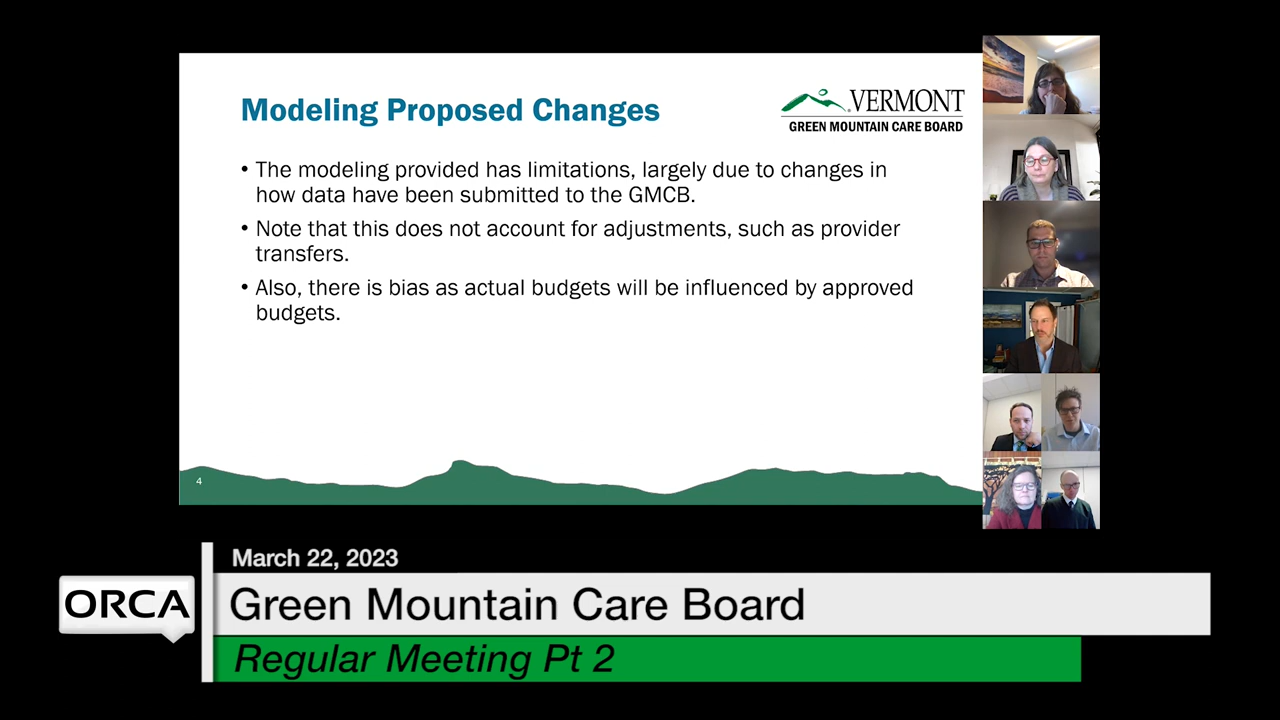 Modeling Proposed Changes
VERMONT
GREEN MOUNTAIN CARE BOARD
• The modeling provided has limitations, largely due to changes in
how data have been submitted to the GMCB.
• Note that this does not account for adjustments, such as provider
transfers.
• Also, there is bias as actual budgets will be influenced by approved
budgets.
4
March 22, 2023
ORCA
Green Mountain Care Board
Regular Meeting Pt 2